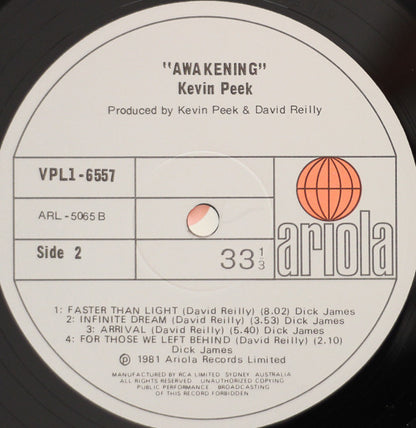 "AWAKENING"
Kevin Peek
Produced by Kevin Peek & David Reilly
VPL1-6557
ARL-5065 B
Side 2
33 1/3
ariola
1: FASTER THAN LIGHT (David Reilly) (8.02) Dick James
2: INFINITE DREAM (David Reilly) (3.53) Dick James
3: ARRIVAL (David Reilly) (5.40) Dick James
4: FOR THOSE WE LEFT BEHIND (David Reilly) (2.10)
Dick James
℗ 1981 Ariola Records Limited
MANUFACTURED BY RCA LIMITED SYDNEY AUSTRALIA
ALL RIGHTS RESERVED UNAUTHORIZED COPYING
PUBLIC PERFORMANCE BROADCASTING
OF THIS RECORD FORBIDDEN